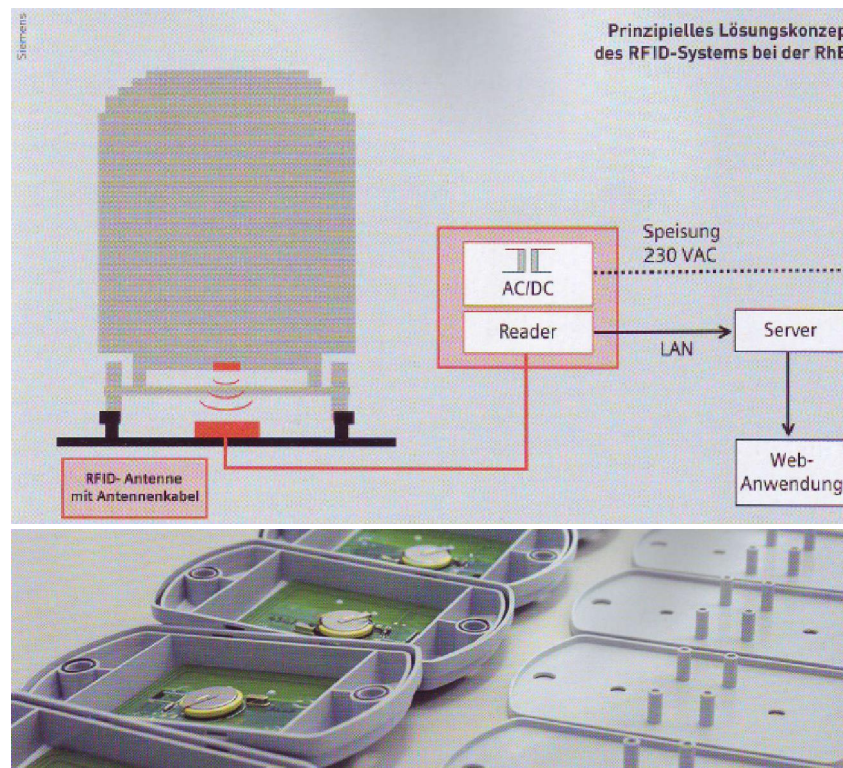 Siemens
Prinzipielles Lösungskonzep
des RFID-Systems bei der RhB
Speisung
230 VAC
AC/DC
Reader
LAN
Server
Web-
Anwendung
RFID- Antenne
mit Antennenkabel